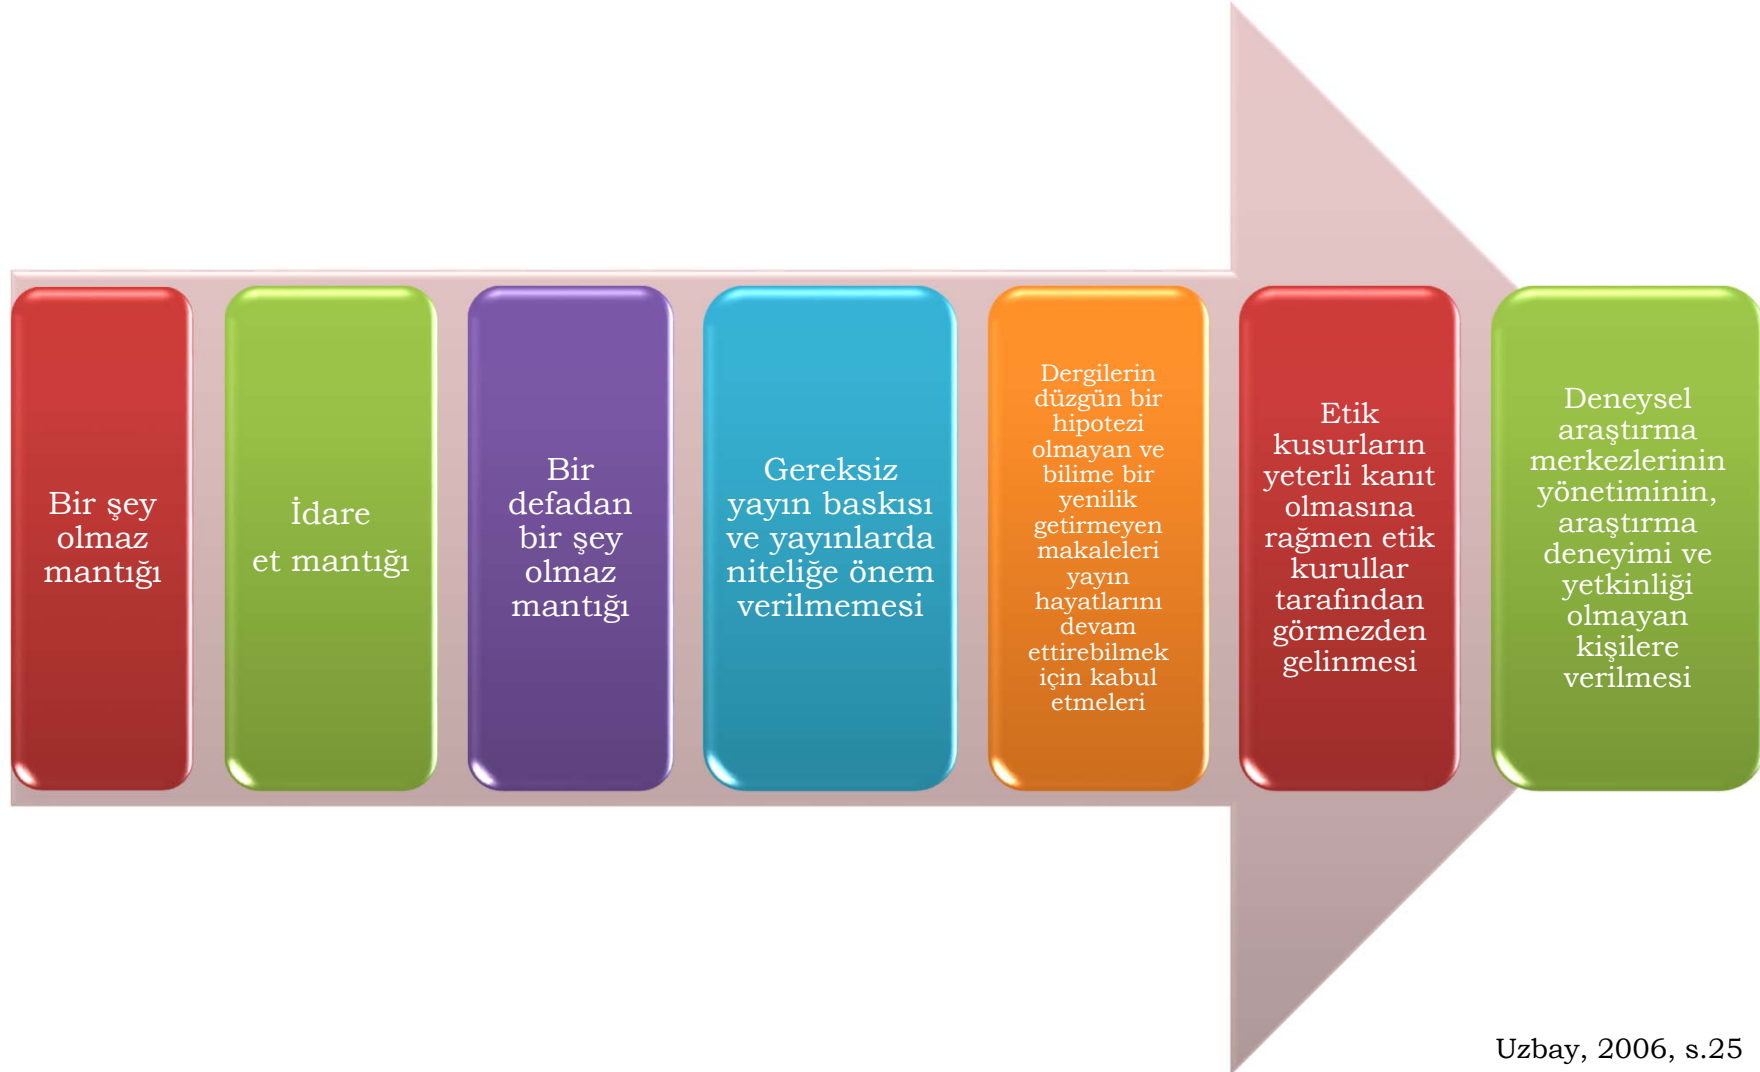 Bir şey
olmaz
mantığı
İdare
et mantığı
Bir
defadan
bir şey
olmaz
mantığı
Gereksiz
yayın baskısı
ve yayınlarda
niteliğe önem
verilmemesi
Dergilerin
düzgün bir
hipotezi
olmayan ve
bilime bir
yenilik
getirmeyen
makaleleri
yayın
hayatlarını
devam
ettirebilmek
için kabul
etmeleri
Etik
kusurların
yeterli kanıt
olmasına
rağmen etik
kurullar
tarafından
görmezden
gelinmesi
Deneysel
araştırma
merkezlerinin
yönetiminin,
araştırma
deneyimi ve
yetkinliği
olmayan
kişilere
verilmesi
Uzbay, 2006, s.25